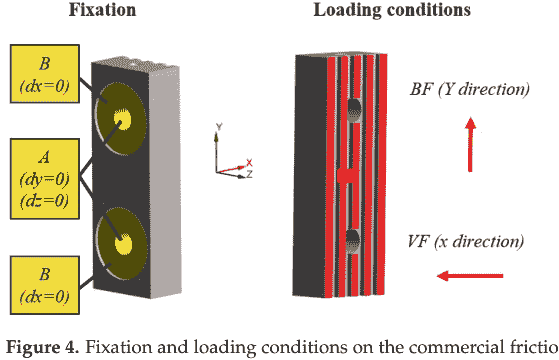 Fixation
Loading conditions
B
(dx=0)
A
(dy=0)
(dz=0)
B
(dx=0)
Y
X
Z
BF (Y direction)
VF (x direction)
Figure 4. Fixation and loading conditions on the commercial frictio